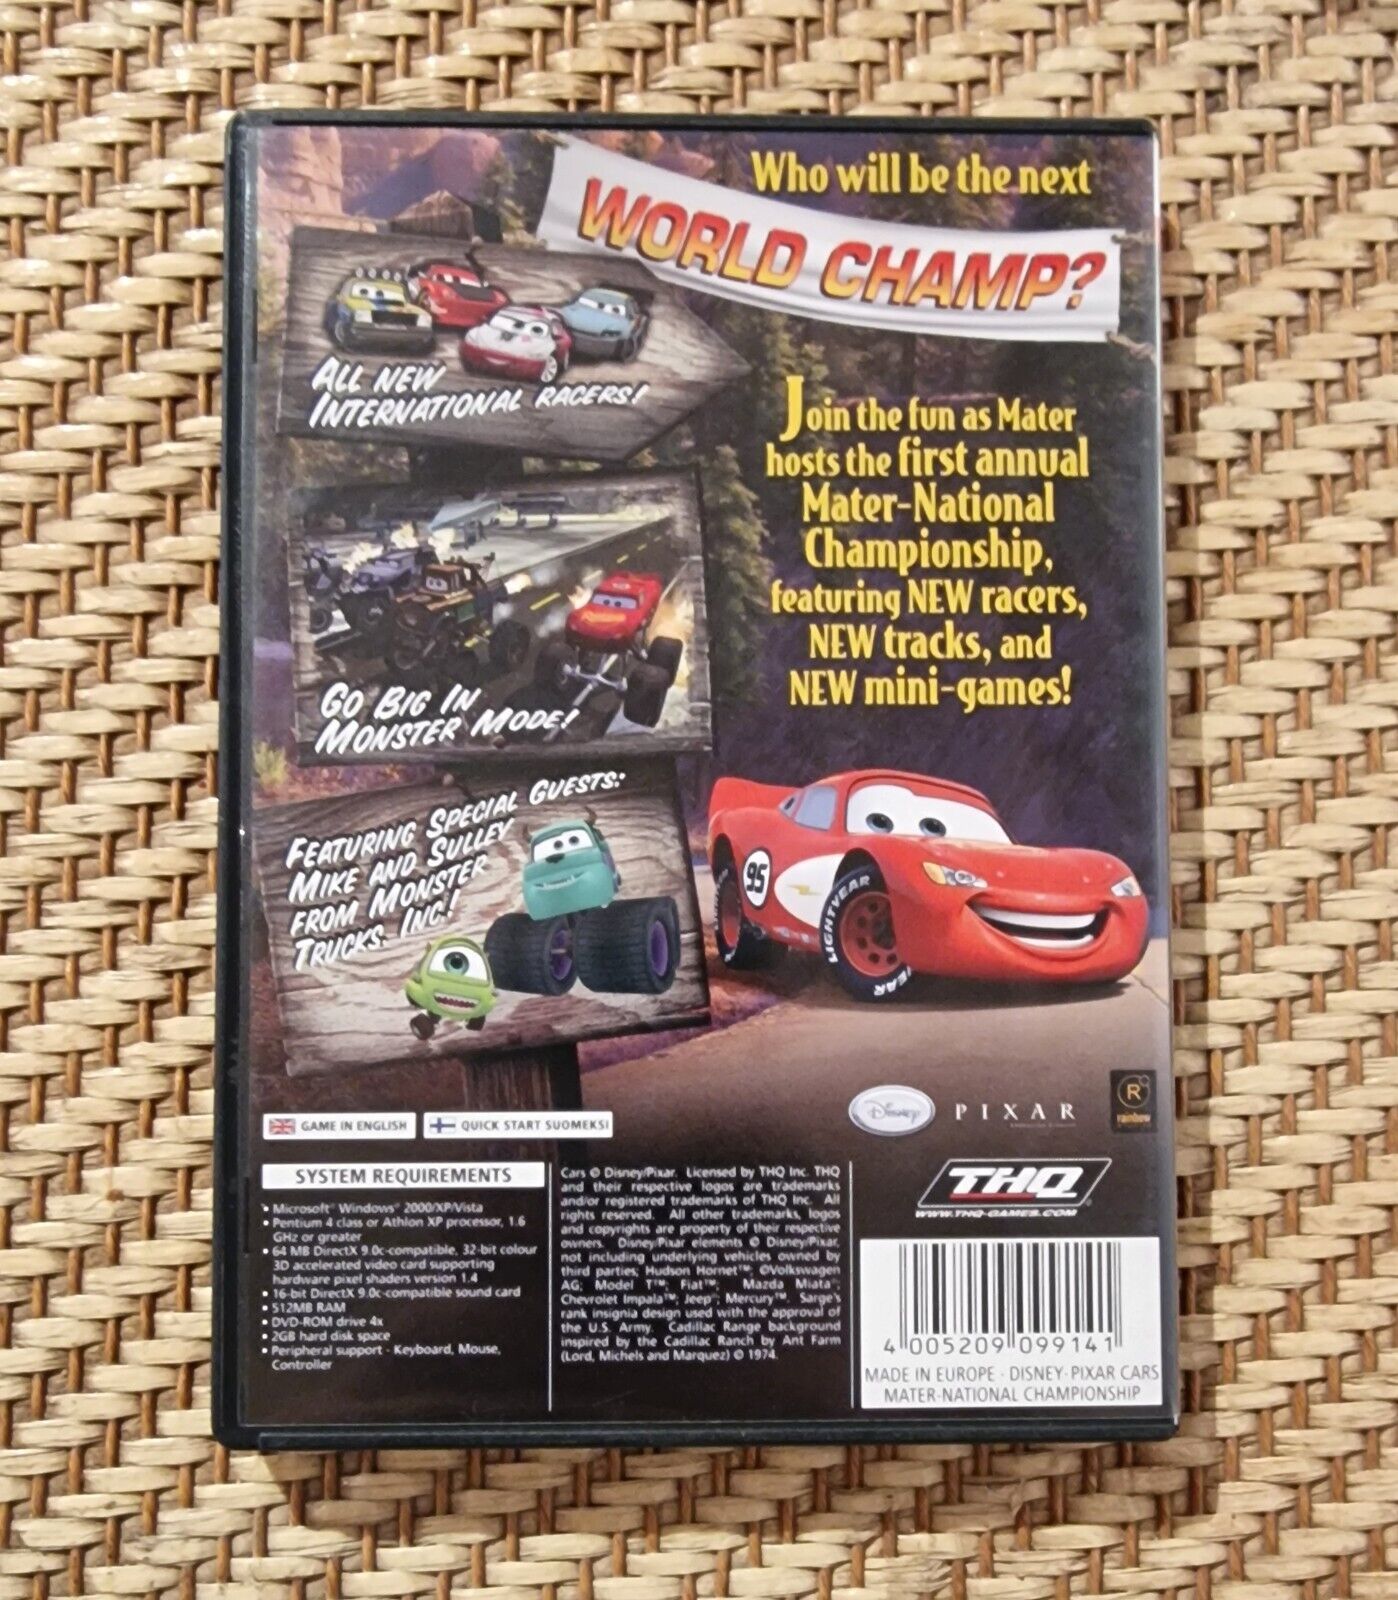 Who will be the next
WORLD CHAMP?
ALL NEW
INTERNATIONAL RACERS!
Join the fun as Mater
hosts the first annual
Mater-National
Championship,
featuring NEW racers,
NEW tracks, and
NEW mini-games!
GO BIG IN
MONSTER MODE!
FEATURING SPECIAL GUESTS:
MIKE AND SULLEY
FROM MONSTER
TRUCKS, INC.!
95
LIGHTYEAR
YEAR
Disney
PIXAR
R
rainbow
GAME IN ENGLISH
QUICK START SUOMEKSI
SYSTEM REQUIREMENTS
• Microsoft® Windows® 2000/XP/Vista
• Pentium 4 class or Athlon XP processor, 1.6
GHz or greater
• 64 MB DirectX 9.0c-compatible, 32-bit colour
3D accelerated video card supporting
hardware pixel shaders version 1.4
• 16-bit DirectX 9.0c-compatible sound card
• 512MB RAM
• DVD-ROM drive 4x
• 2GB hard disk space
• Peripheral support - Keyboard, Mouse,
Controller
Cars © Disney/Pixar. Licensed by THQ Inc. THQ
and their respective logos are trademarks
and/or registered trademarks of THQ Inc. All
rights reserved. All other trademarks, logos
and copyrights are property of their respective
owners. Disney/Pixar elements © Disney/Pixar,
not including underlying vehicles owned by
third parties; Hudson Hornet™; ©Volkswagen
AG; Model T™; Fiat™; Mazda Miata®;
Chevrolet Impala™; Jeep®; Mercury™. Sarge's
rank insignia design used with the approval of
the U.S. Army. Cadillac Range background
inspired by the Cadillac Ranch by Ant Farm
(Lord, Michels and Marquez) © 1974.
THQ®
WWW.THQ-GAMES.COM
4 005209 099141
MADE IN EUROPE - DISNEY·PIXAR CARS
MATER-NATIONAL CHAMPIONSHIP